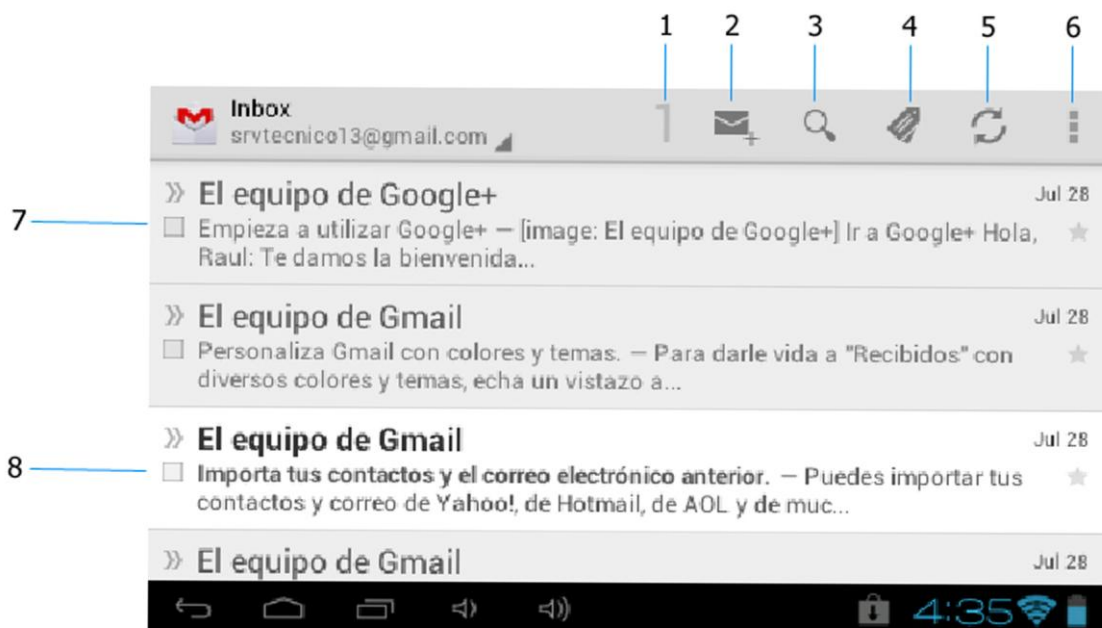 1 2 3 4 5 6
Inbox
srvtecnico13@gmail.com
1
El equipo de Google+
Jul 28
7
Empieza a utilizar Google+ – [image: El equipo de Google+] Ir a Google+ Hola,
Raul: Te damos la bienvenida...
El equipo de Gmail
Jul 28
Personaliza Gmail con colores y temas. – Para darle vida a "Recibidos" con
diversos colores y temas, echa un vistazo a...
El equipo de Gmail
Jul 28
8
Importa tus contactos y el correo electrónico anterior. – Puedes importar tus
contactos y correo de Yahoo!, de Hotmail, de AOL y de muc...
El equipo de Gmail
Jul 28
4:35